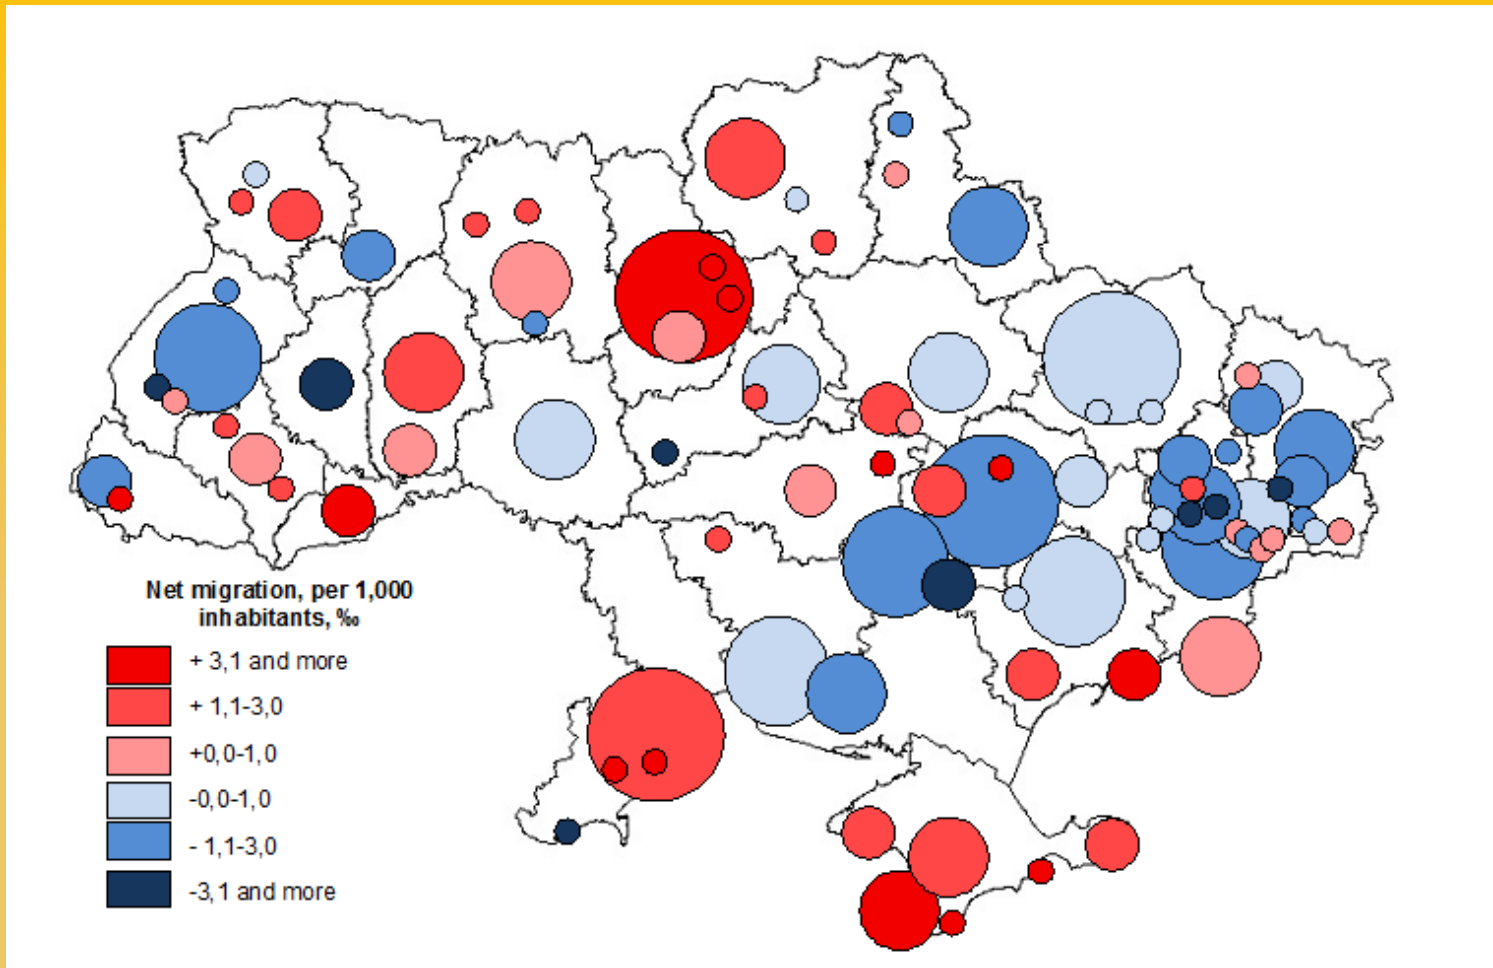 Net migration, per 1,000
inhabitants, ‰
+ 3,1 and more
+ 1,1-3,0
+0,0-1,0
-0,0-1,0
- 1,1-3,0
-3,1 and more